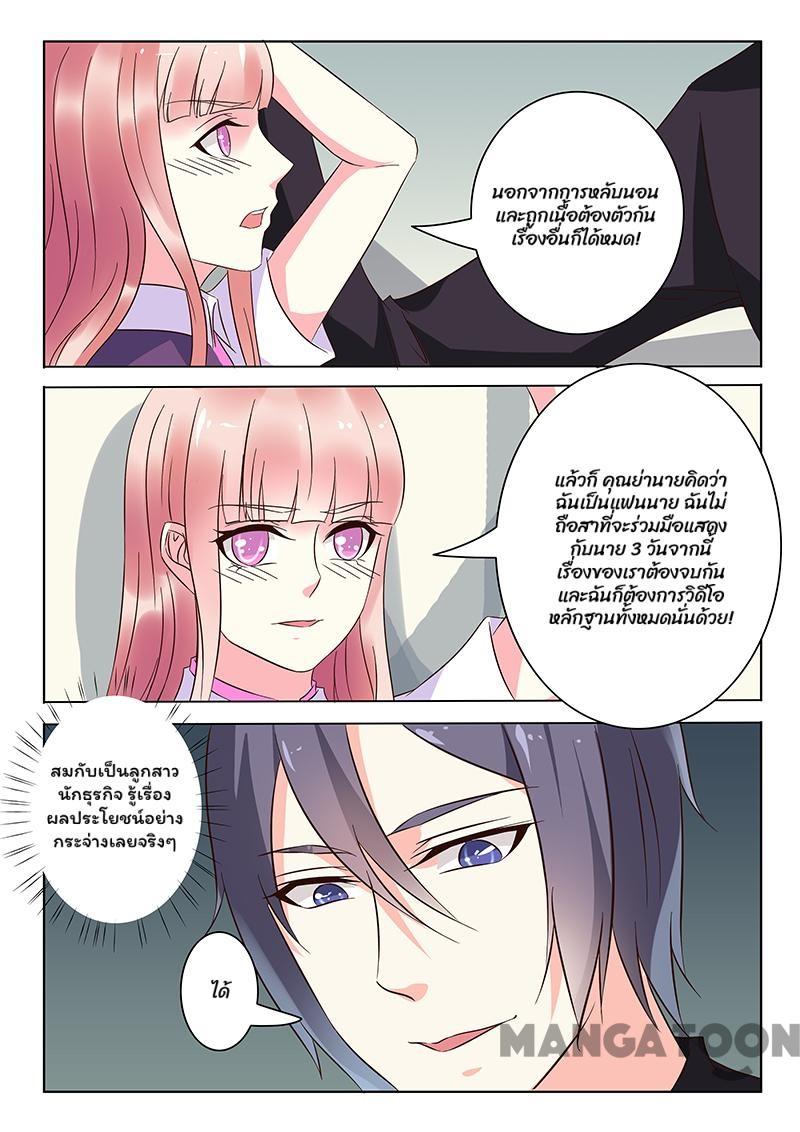 นอกจากการหลับนอน
และถูกเนื้อต้องตัวกัน
เรื่องอื่นก็ได้หมด!
แล้วก็ คุณย่านายคิดว่า
ฉันเป็นแฟนนาย ฉันไม่
ถือสาที่จะร่วมมือแสดง
กับนาย 3 วันจากนี้
เรื่องของเราต้องจบกัน
และฉันก็ต้องการวิดีโอ
หลักฐานทั้งหมดนั่นด้วย!
สมกับเป็นลูกสาว
นักธุรกิจ รู้เรื่อง
ผลประโยชน์อย่าง
กระจ่างเลยจริงๆ
ได้
MANGATOON